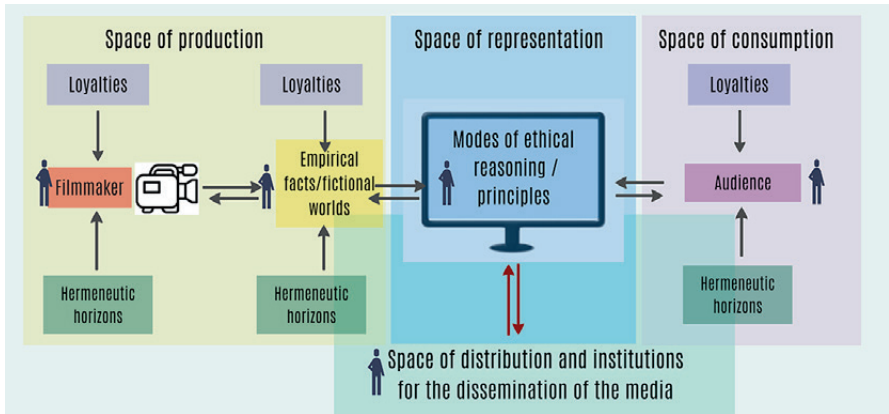 Space of production
Space of representation
Space of consumption
Loyalties
Loyalties
Loyalties
Filmmaker
Empirical
facts/fictional
worlds
Modes of ethical
reasoning /
principles
Audience
Hermeneutic
horizons
Hermeneutic
horizons
Hermeneutic
horizons
Space of distribution and institutions
for the dissemination of the media